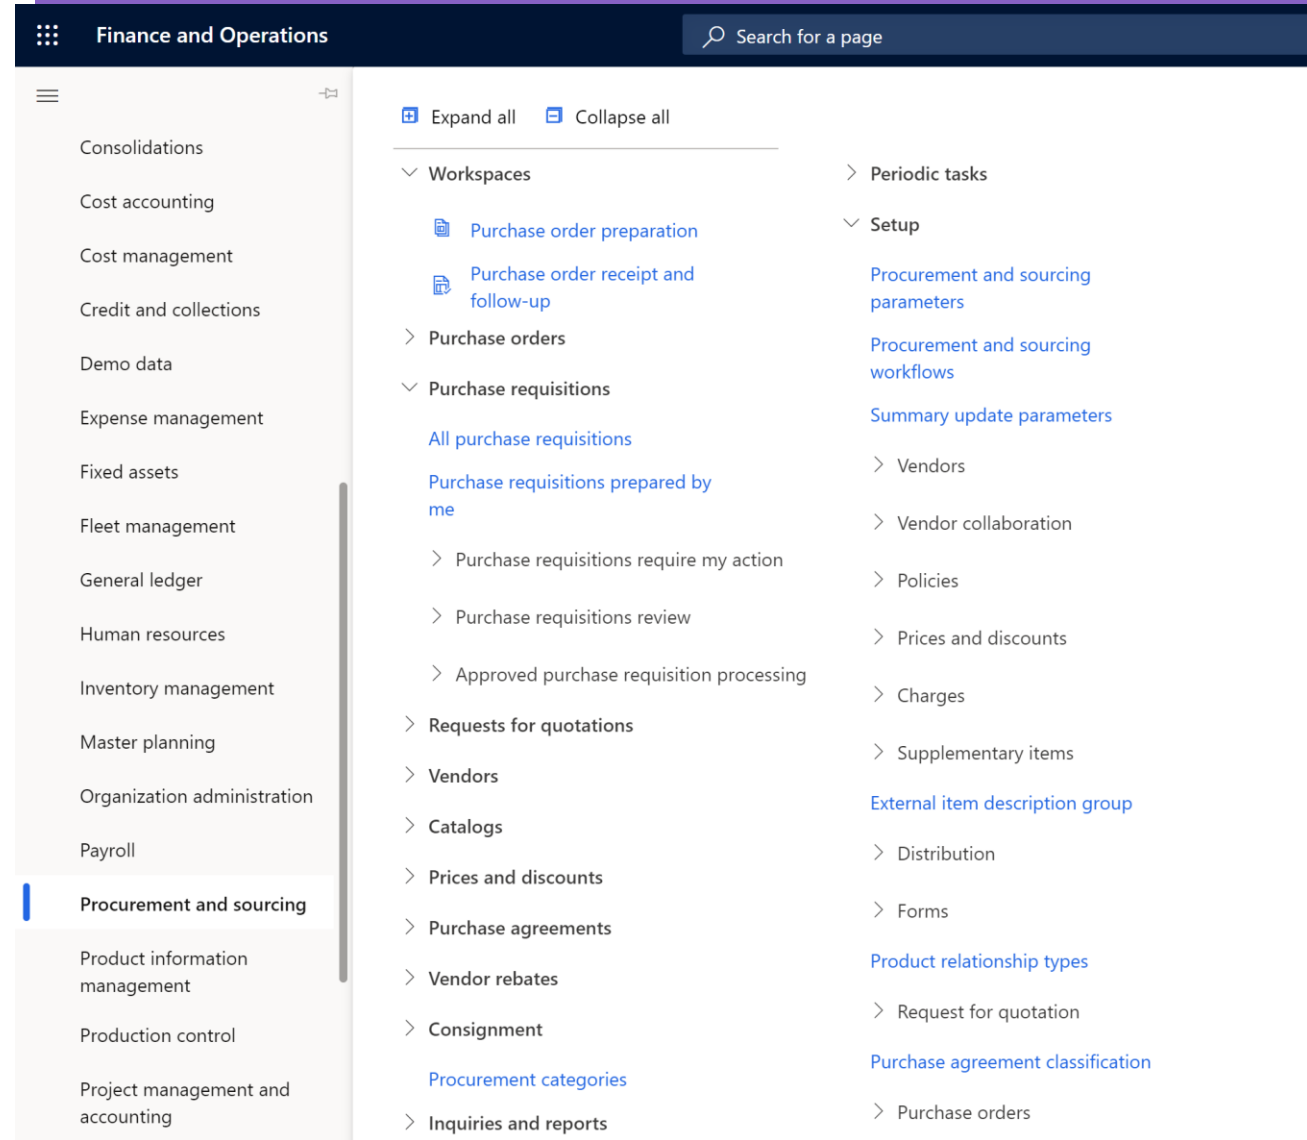 Finance and Operations
Search for a page
Consolidations
Cost accounting
Cost management
Credit and collections
Demo data
Expense management
Fixed assets
Fleet management
General ledger
Human resources
Inventory management
Master planning
Organization administration
Payroll
Procurement and sourcing
Product information
management
Production control
Project management and
accounting
Expand all
Collapse all
Workspaces
Purchase order preparation
Purchase order receipt and
follow-up
Purchase orders
Purchase requisitions
All purchase requisitions
Purchase requisitions prepared by
me
Purchase requisitions require my action
Purchase requisitions review
Approved purchase requisition processing
Requests for quotations
Vendors
Catalogs
Prices and discounts
Purchase agreements
Vendor rebates
Consignment
Procurement categories
Inquiries and reports
Periodic tasks
Setup
Procurement and sourcing
parameters
Procurement and sourcing
workflows
Summary update parameters
Vendors
Vendor collaboration
Policies
Prices and discounts
Charges
Supplementary items
External item description group
Distribution
Forms
Product relationship types
Request for quotation
Purchase agreement classification
Purchase orders